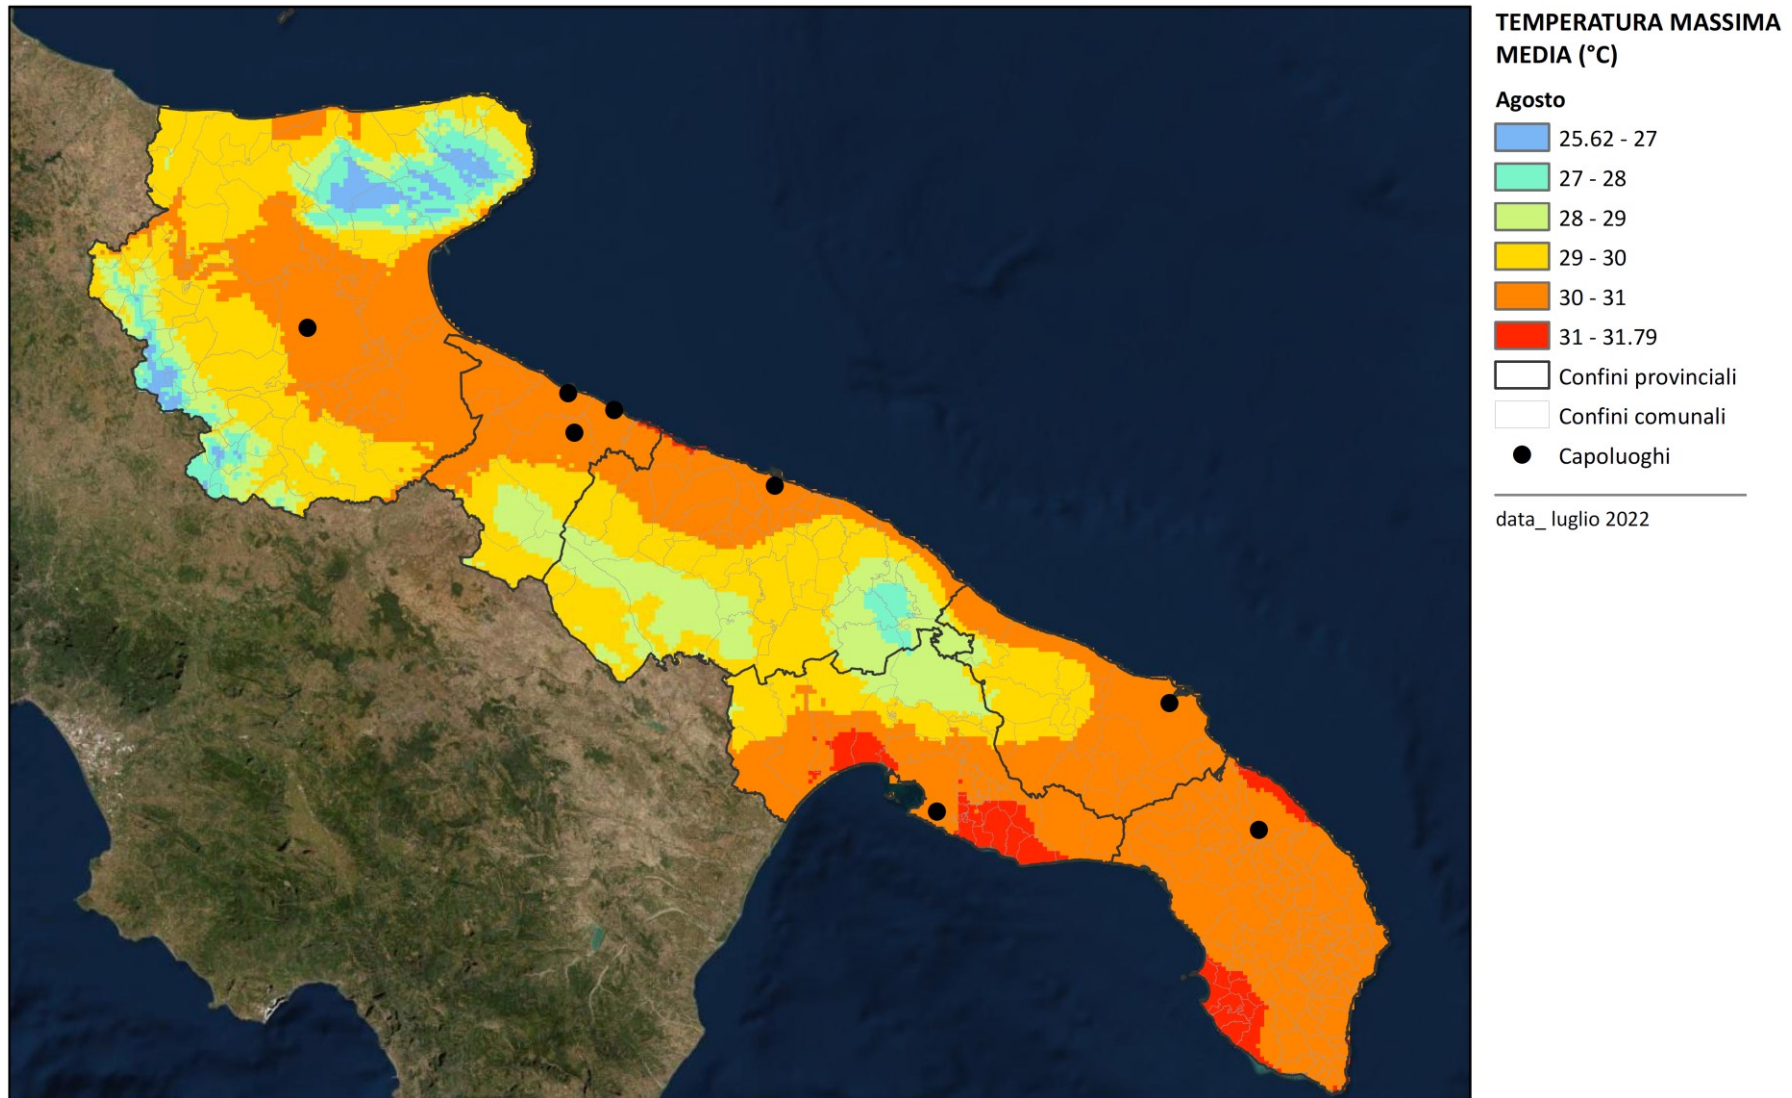 TEMPERATURA MASSIMA
MEDIA (°C)
Agosto
25.62 - 27
27 - 28
28 - 29
29 - 30
30 - 31
31 - 31.79
Confini provinciali
Confini comunali
Capoluoghi
data_ luglio 2022